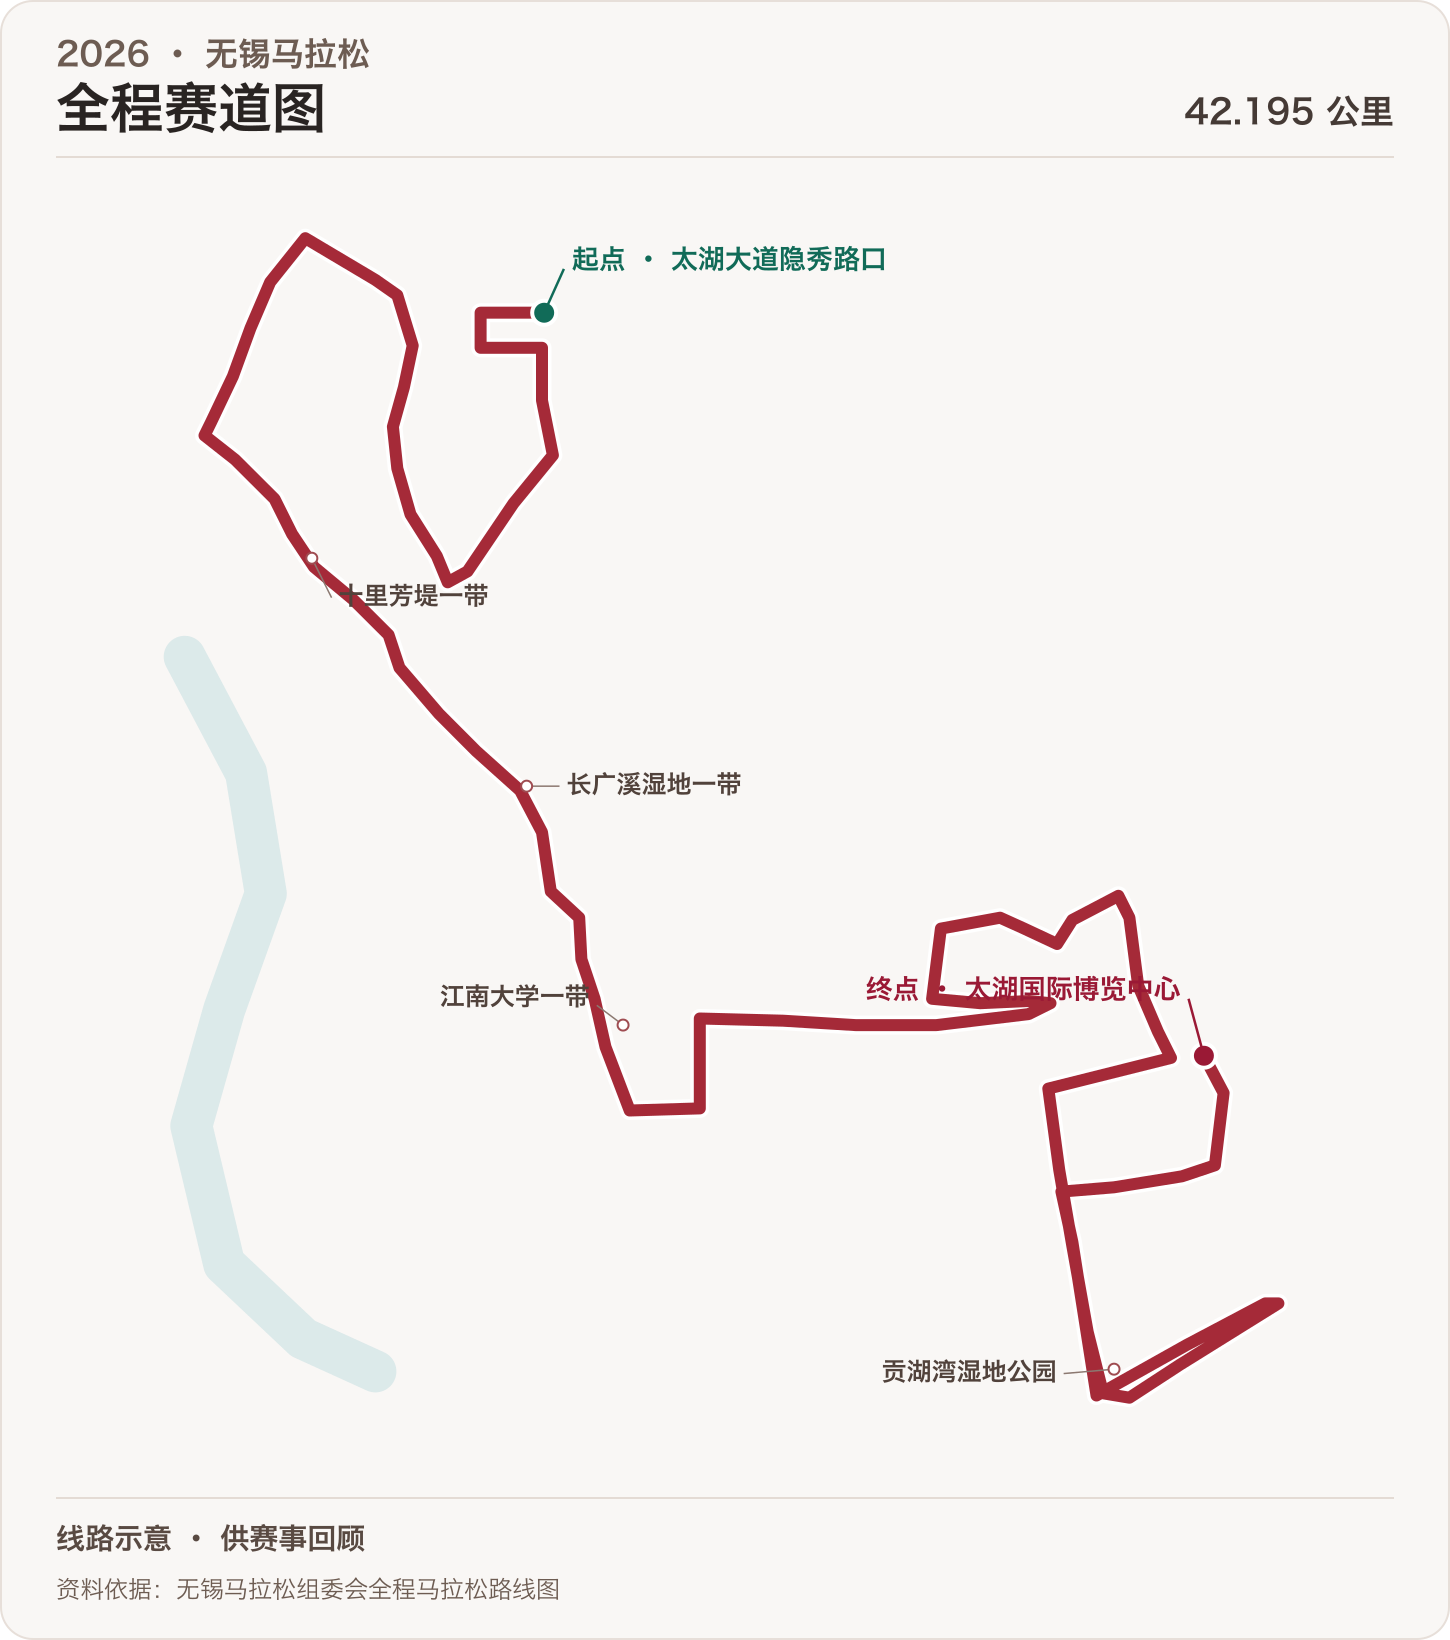 2026 · 无锡马拉松
全程赛道图
42.195 公里
起点 · 太湖大道隐秀路口
十里芳堤一带
长广溪湿地一带
江南大学一带
终点 · 太湖国际博览中心
贡湖湾湿地公园
线路示意 · 供赛事回顾
资料依据：无锡马拉松组委会全程马拉松路线图